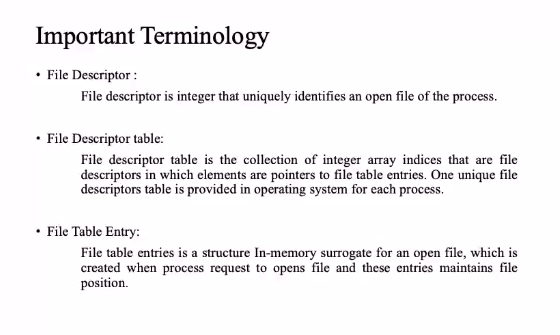 Important Terminology
• File Descriptor :
File descriptor is integer that uniquely identifies an open file of the process.
• File Descriptor table:
File descriptor table is the collection of integer array indices that are file
descriptors in which elements are pointers to file table entries. One unique file
descriptors table is provided in operating system for each process.
• File Table Entry:
File table entries is a structure In-memory surrogate for an open file, which is
created when process request to opens file and these entries maintains file
position.